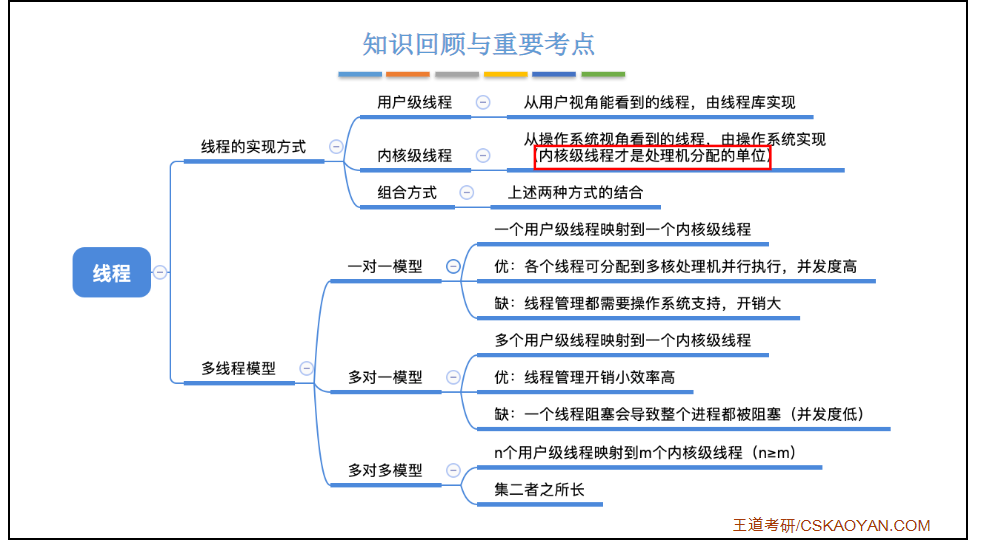 知识回顾与重要考点
线程
线程的实现方式
用户级线程
从用户视角能看到的线程，由线程库实现
内核级线程
从操作系统视角看到的线程，由操作系统实现
（内核级线程才是处理机分配的单位）
组合方式
上述两种方式的结合
多线程模型
一对一模型
一个用户级线程映射到一个内核级线程
优：各个线程可分配到多核处理机并行执行，并发度高
缺：线程管理都需要操作系统支持，开销大
多对一模型
多个用户级线程映射到一个内核级线程
优：线程管理开销小效率高
缺：一个线程阻塞会导致整个进程都被阻塞（并发度低）
多对多模型
n个用户级线程映射到m个内核级线程（n≥m）
集二者之所长
王道考研/CSKAOYAN.COM